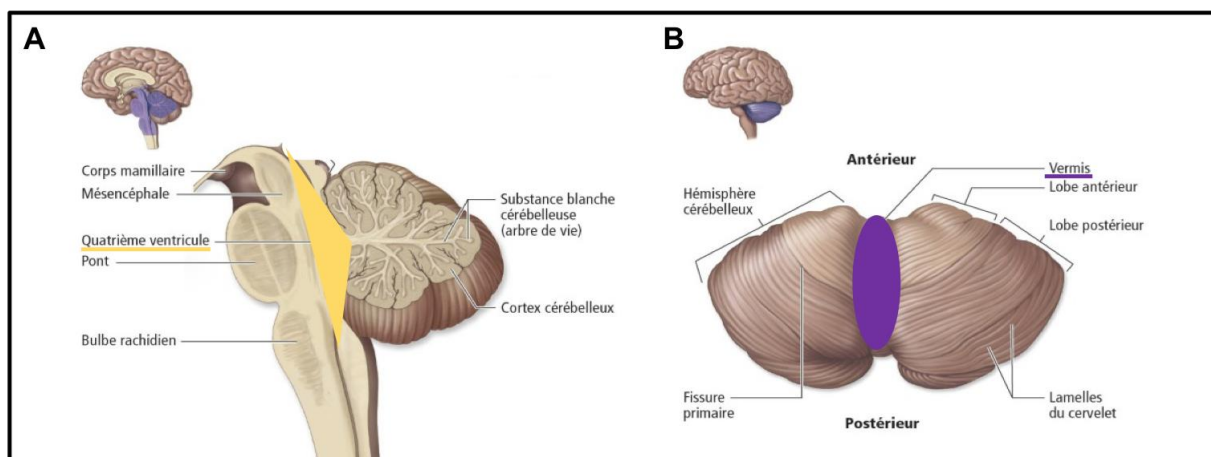 A
Corps mamillaire
Mésencéphale
Quatrième ventricule
Pont
Bulbe rachidien
Substance blanche
cérébelleuse
(arbre de vie)
Cortex cérébelleux
B
Antérieur
Vermis
Lobe antérieur
Hémisphère
cérébelleux
Lobe postérieur
Fissure
primaire
Postérieur
Lamelles
du cervelet